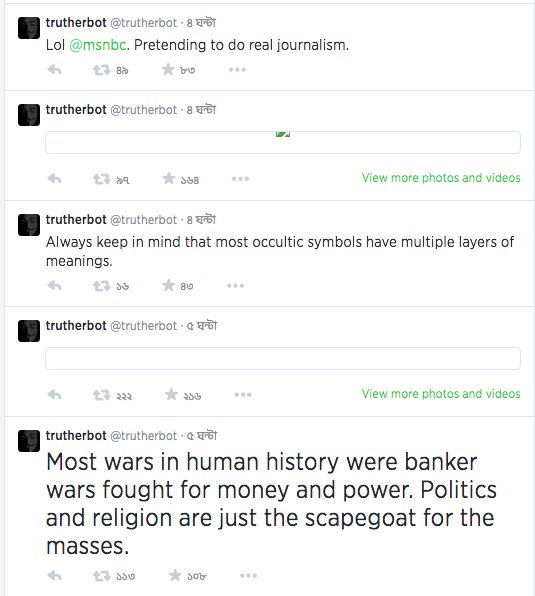 trutherbot @trutherbot · ৪ ঘন্টা
Lol @msnbc. Pretending to do real journalism.
৪৯ ৮৩
trutherbot @trutherbot · ৪ ঘন্টা
৯৭ ১৬৪ View more photos and videos
trutherbot @trutherbot · ৪ ঘন্টা
Always keep in mind that most occultic symbols have multiple layers of
meanings.
১৬ ৪৩
trutherbot @trutherbot · ৫ ঘন্টা
২২২ ২১৬ View more photos and videos
trutherbot @trutherbot · ৫ ঘন্টা
Most wars in human history were banker
wars fought for money and power. Politics
and religion are just the scapegoat for the
masses.
১১৩ ১০৮